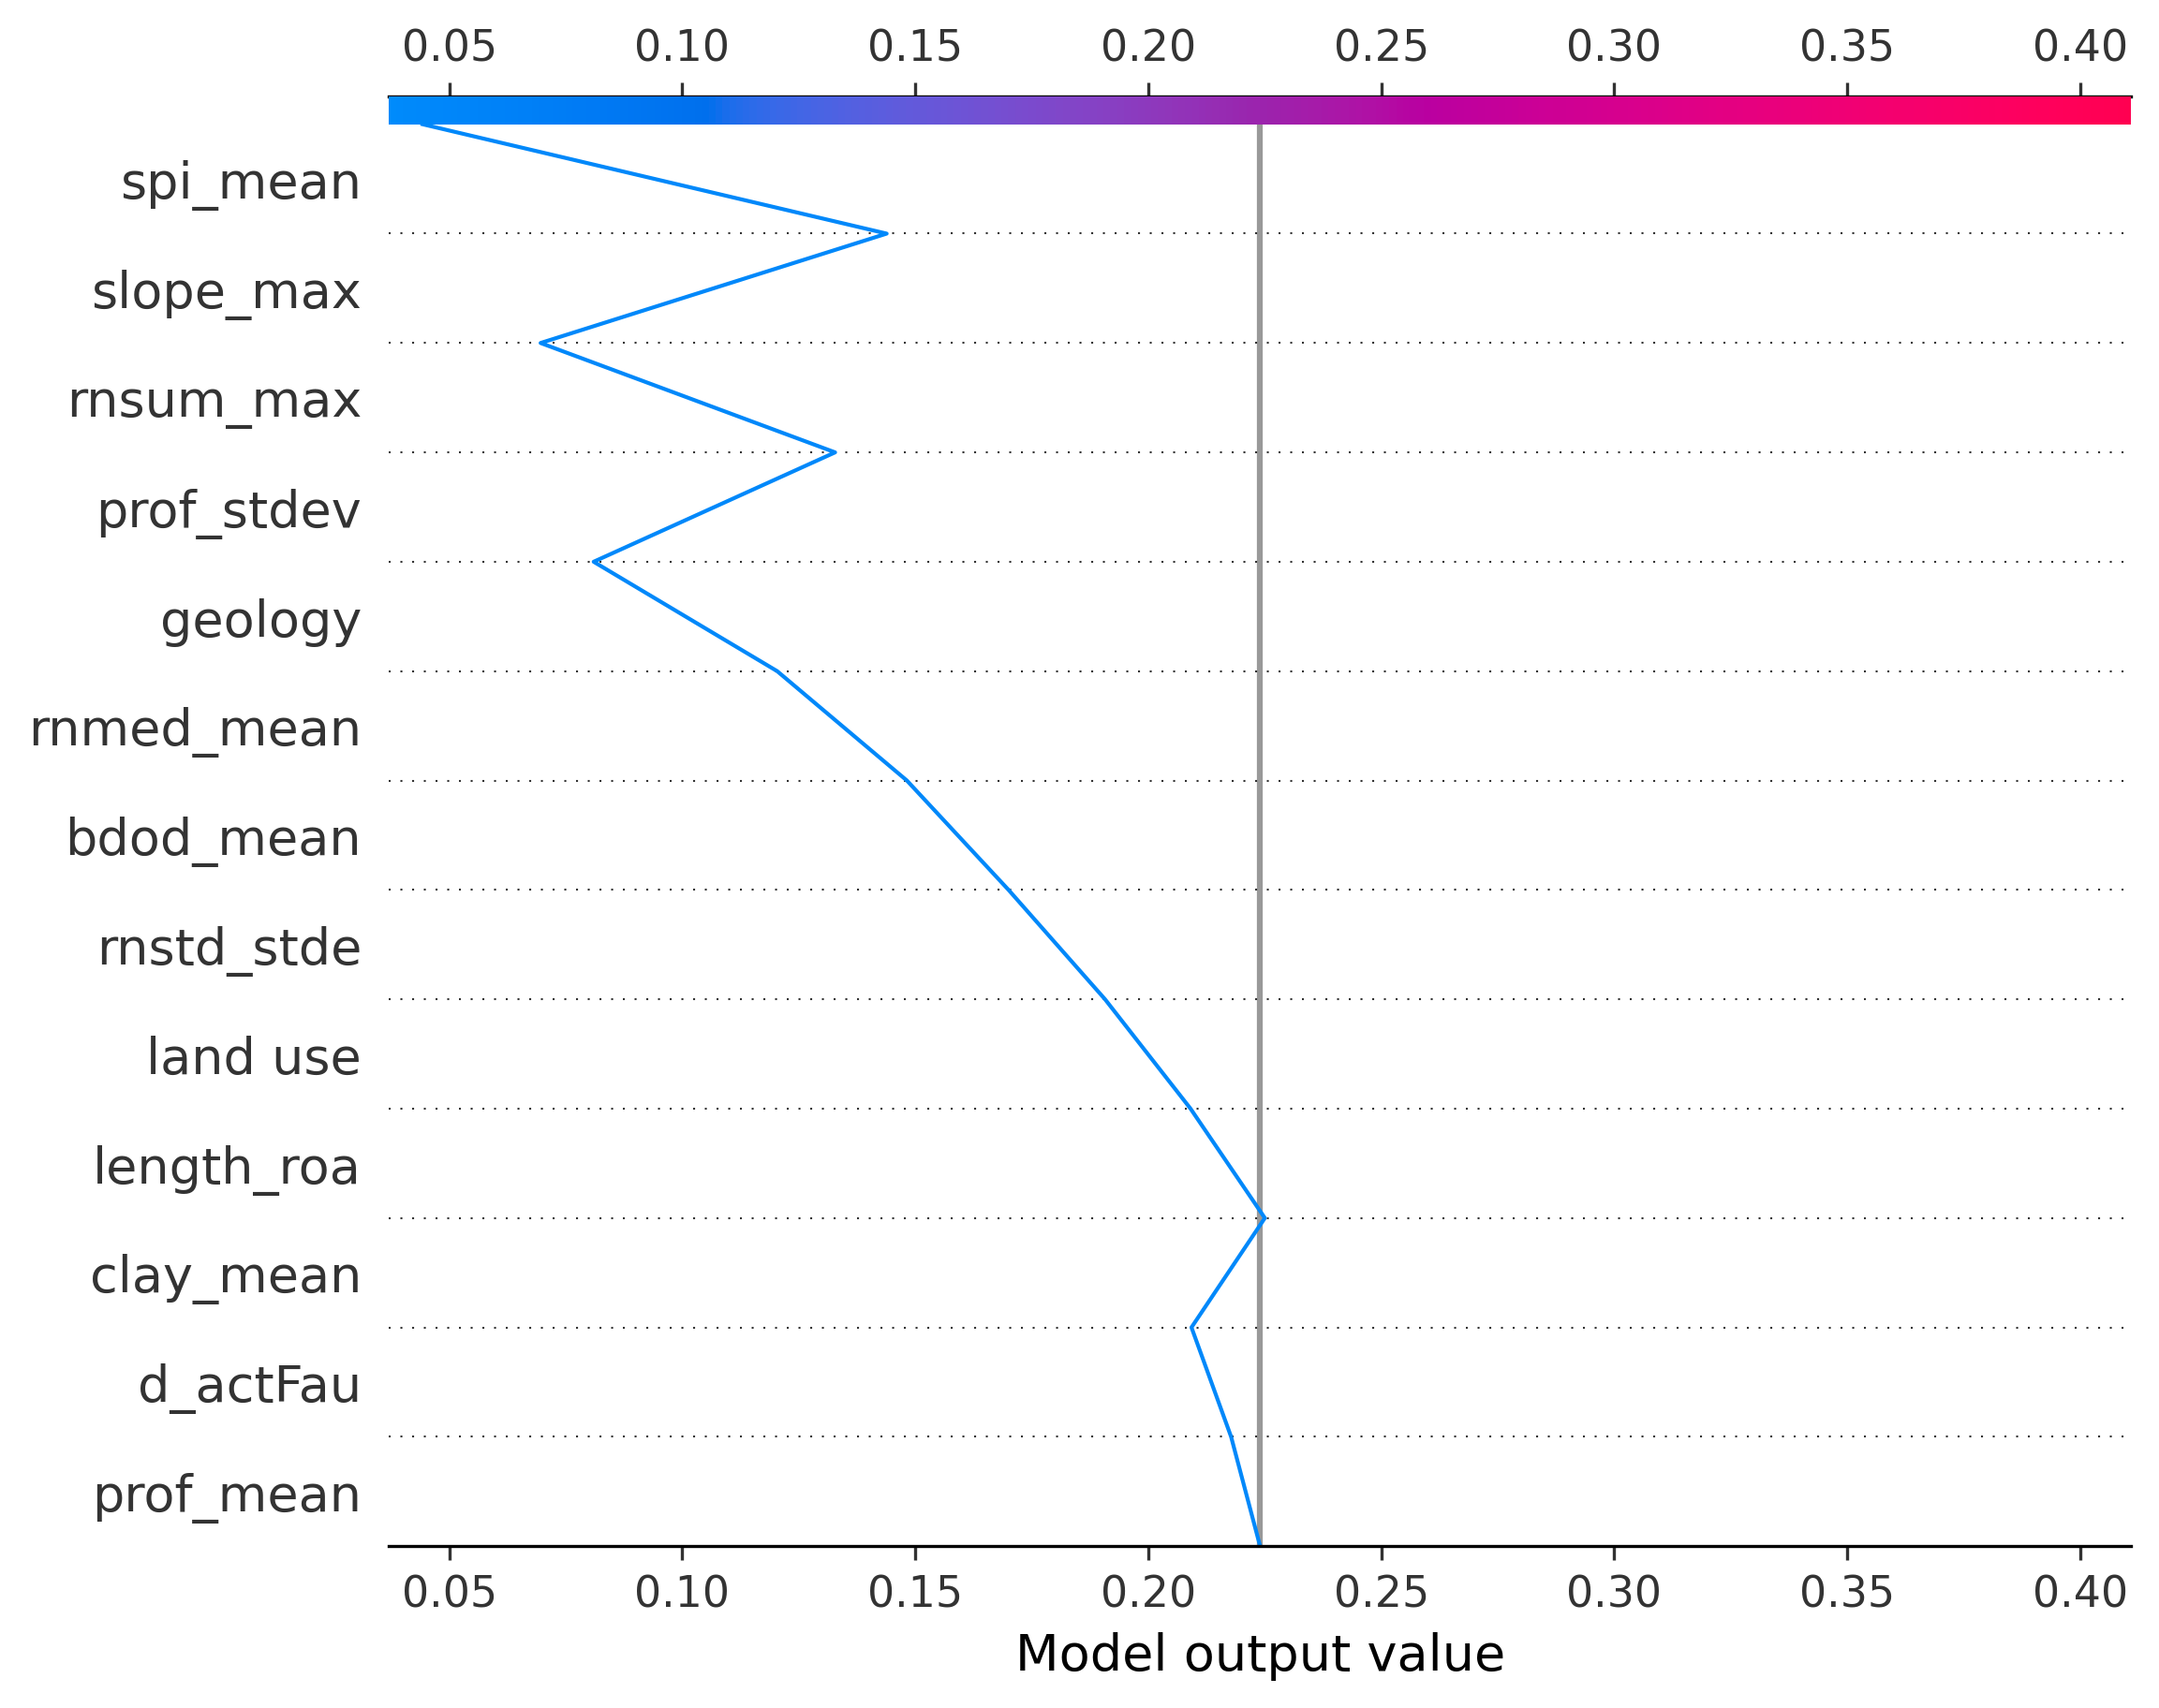 0.05 0.10 0.15 0.20 0.25 0.30 0.35 0.40
spi_mean
slope_max
rnsum_max
prof_stdev
geology
rnmed_mean
bdod_mean
rnstd_stde
land use
length_roa
clay_mean
d_actFau
prof_mean
0.05 0.10 0.15 0.20 0.25 0.30 0.35 0.40
Model output value